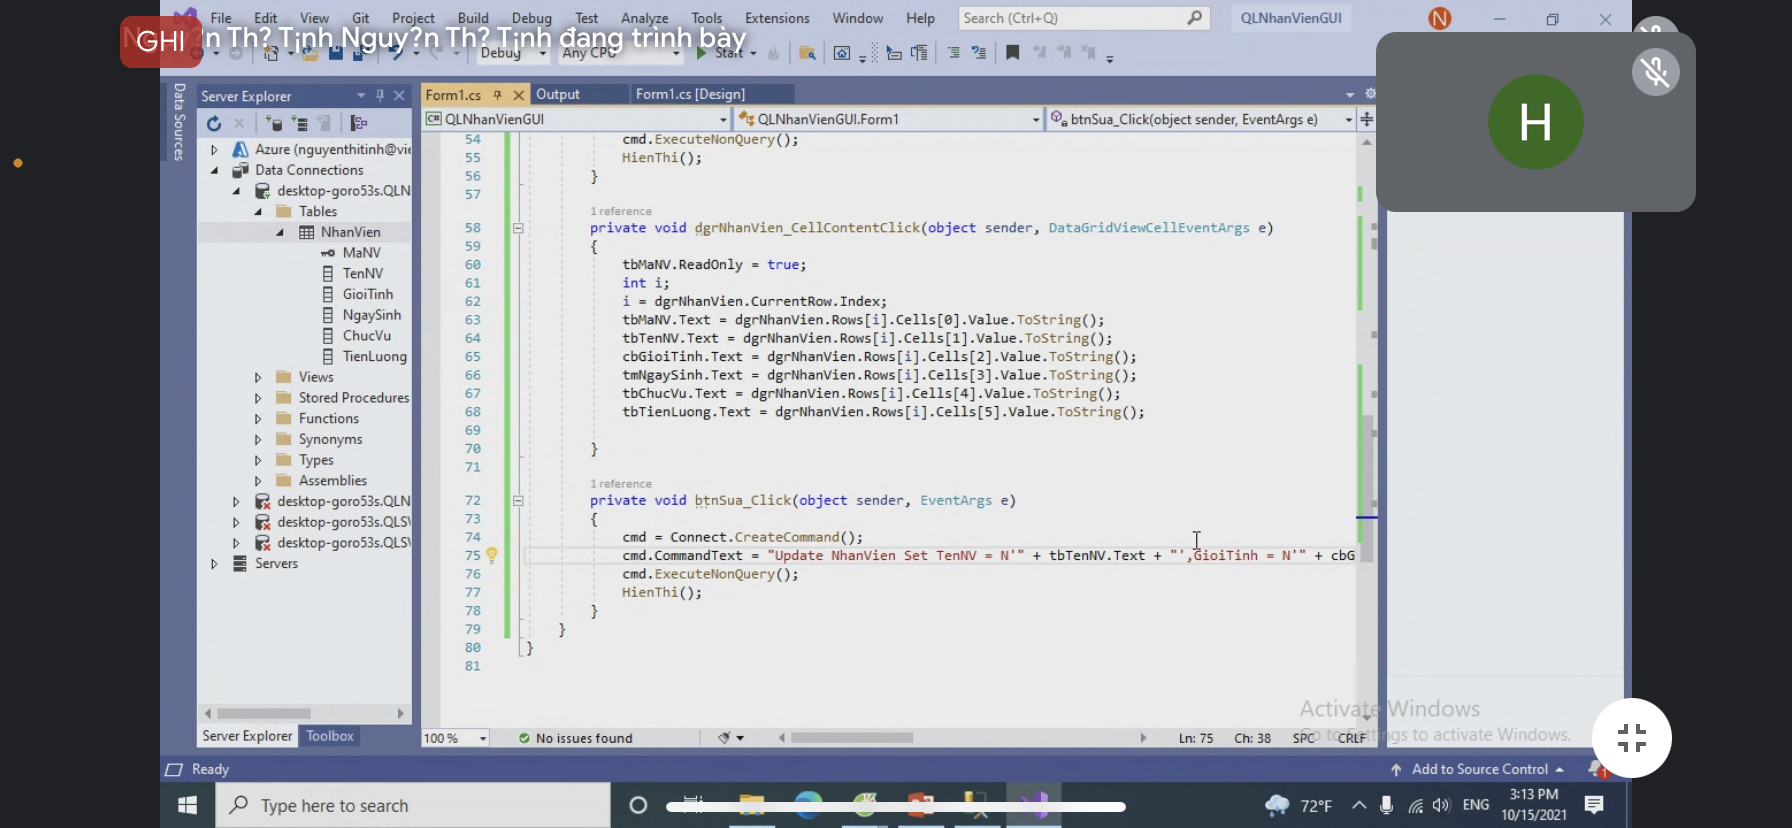 File Edit View Git Project Build Debug Test Analyze Tools Extensions Window Help Search (Ctrl+Q) QLNhanVienGUI N
GHI Th? Tịnh Nguy?n Th? Tịnh đang trình bày
Debug Any CPU Start
H
Data Sources
Server Explorer
Azure (nguyenthitinh@vie
Data Connections
desktop-goro53s.QLN
Tables
NhanVien
MaNV
TenNV
GioiTinh
NgaySinh
ChucVu
TienLuong
Views
Stored Procedures
Functions
Synonyms
Types
Assemblies
desktop-goro53s.QLN
desktop-goro53s.QLS
desktop-goro53s.QLS
Servers
Server Explorer Toolbox
Form1.cs Output Form1.cs [Design]
C# QLNhanVienGUI QLNhanVienGUI.Form1 btnSua_Click(object sender, EventArgs e)
54 cmd.ExecuteNonQuery();
55 HienThi();
56 }
57
1 reference
58 private void dgrNhanVien_CellContentClick(object sender, DataGridViewCellEventArgs e)
59 {
60 tbMaNV.ReadOnly = true;
61 int i;
62 i = dgrNhanVien.CurrentRow.Index;
63 tbMaNV.Text = dgrNhanVien.Rows[i].Cells[0].Value.ToString();
64 tbTenNV.Text = dgrNhanVien.Rows[i].Cells[1].Value.ToString();
65 cbGioiTinh.Text = dgrNhanVien.Rows[i].Cells[2].Value.ToString();
66 tmNgaySinh.Text = dgrNhanVien.Rows[i].Cells[3].Value.ToString();
67 tbChucVu.Text = dgrNhanVien.Rows[i].Cells[4].Value.ToString();
68 tbTienLuong.Text = dgrNhanVien.Rows[i].Cells[5].Value.ToString();
69
70 }
71
1 reference
72 private void btnSua_Click(object sender, EventArgs e)
73 {
74 cmd = Connect.CreateCommand();
75 cmd.CommandText = "Update NhanVien Set TenNV = N'" + tbTenNV.Text + "',GioiTinh = N'" + cbG
76 cmd.ExecuteNonQuery();
77 HienThi();
78 }
79 }
80 }
81
100 % No issues found Ln: 75 Ch: 38 SPC CRLF
Activate Windows
Go to Settings to activate Windows.
Ready Add to Source Control 1
Type here to search 72°F ENG 3:13 PM
10/15/2021